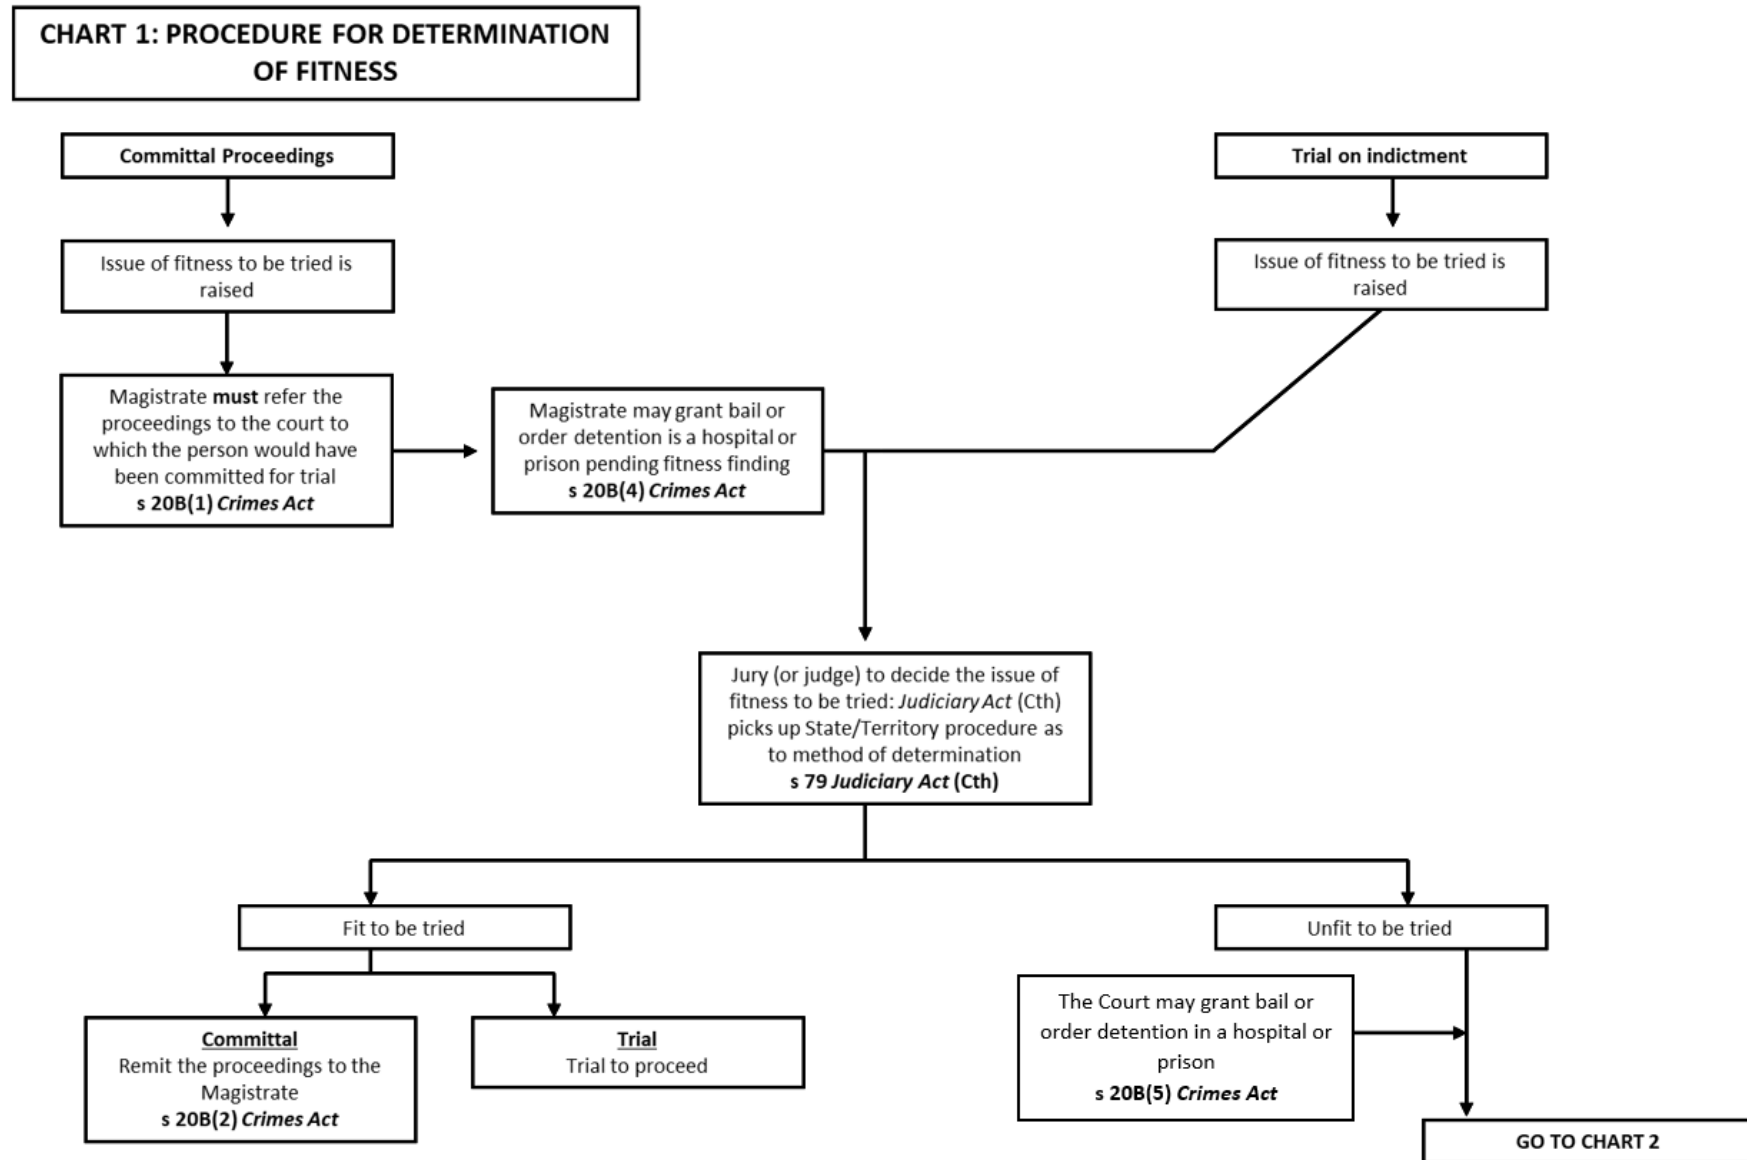 CHART 1: PROCEDURE FOR DETERMINATION
OF FITNESS
Committal Proceedings
Trial on indictment
Issue of fitness to be tried is
raised
Issue of fitness to be tried is
raised
Magistrate must refer the
proceedings to the court to
which the person would have
been committed for trial
s 20B(1) Crimes Act
Magistrate may grant bail or
order detention is a hospital or
prison pending fitness finding
s 20B(4) Crimes Act
Jury (or judge) to decide the issue of
fitness to be tried: Judiciary Act (Cth)
picks up State/Territory procedure as
to method of determination
s 79 Judiciary Act (Cth)
Fit to be tried
Unfit to be tried
Committal
Remit the proceedings to the
Magistrate
s 20B(2) Crimes Act
Trial
Trial to proceed
The Court may grant bail or
order detention in a hospital or
prison
s 20B(5) Crimes Act
GO TO CHART 2